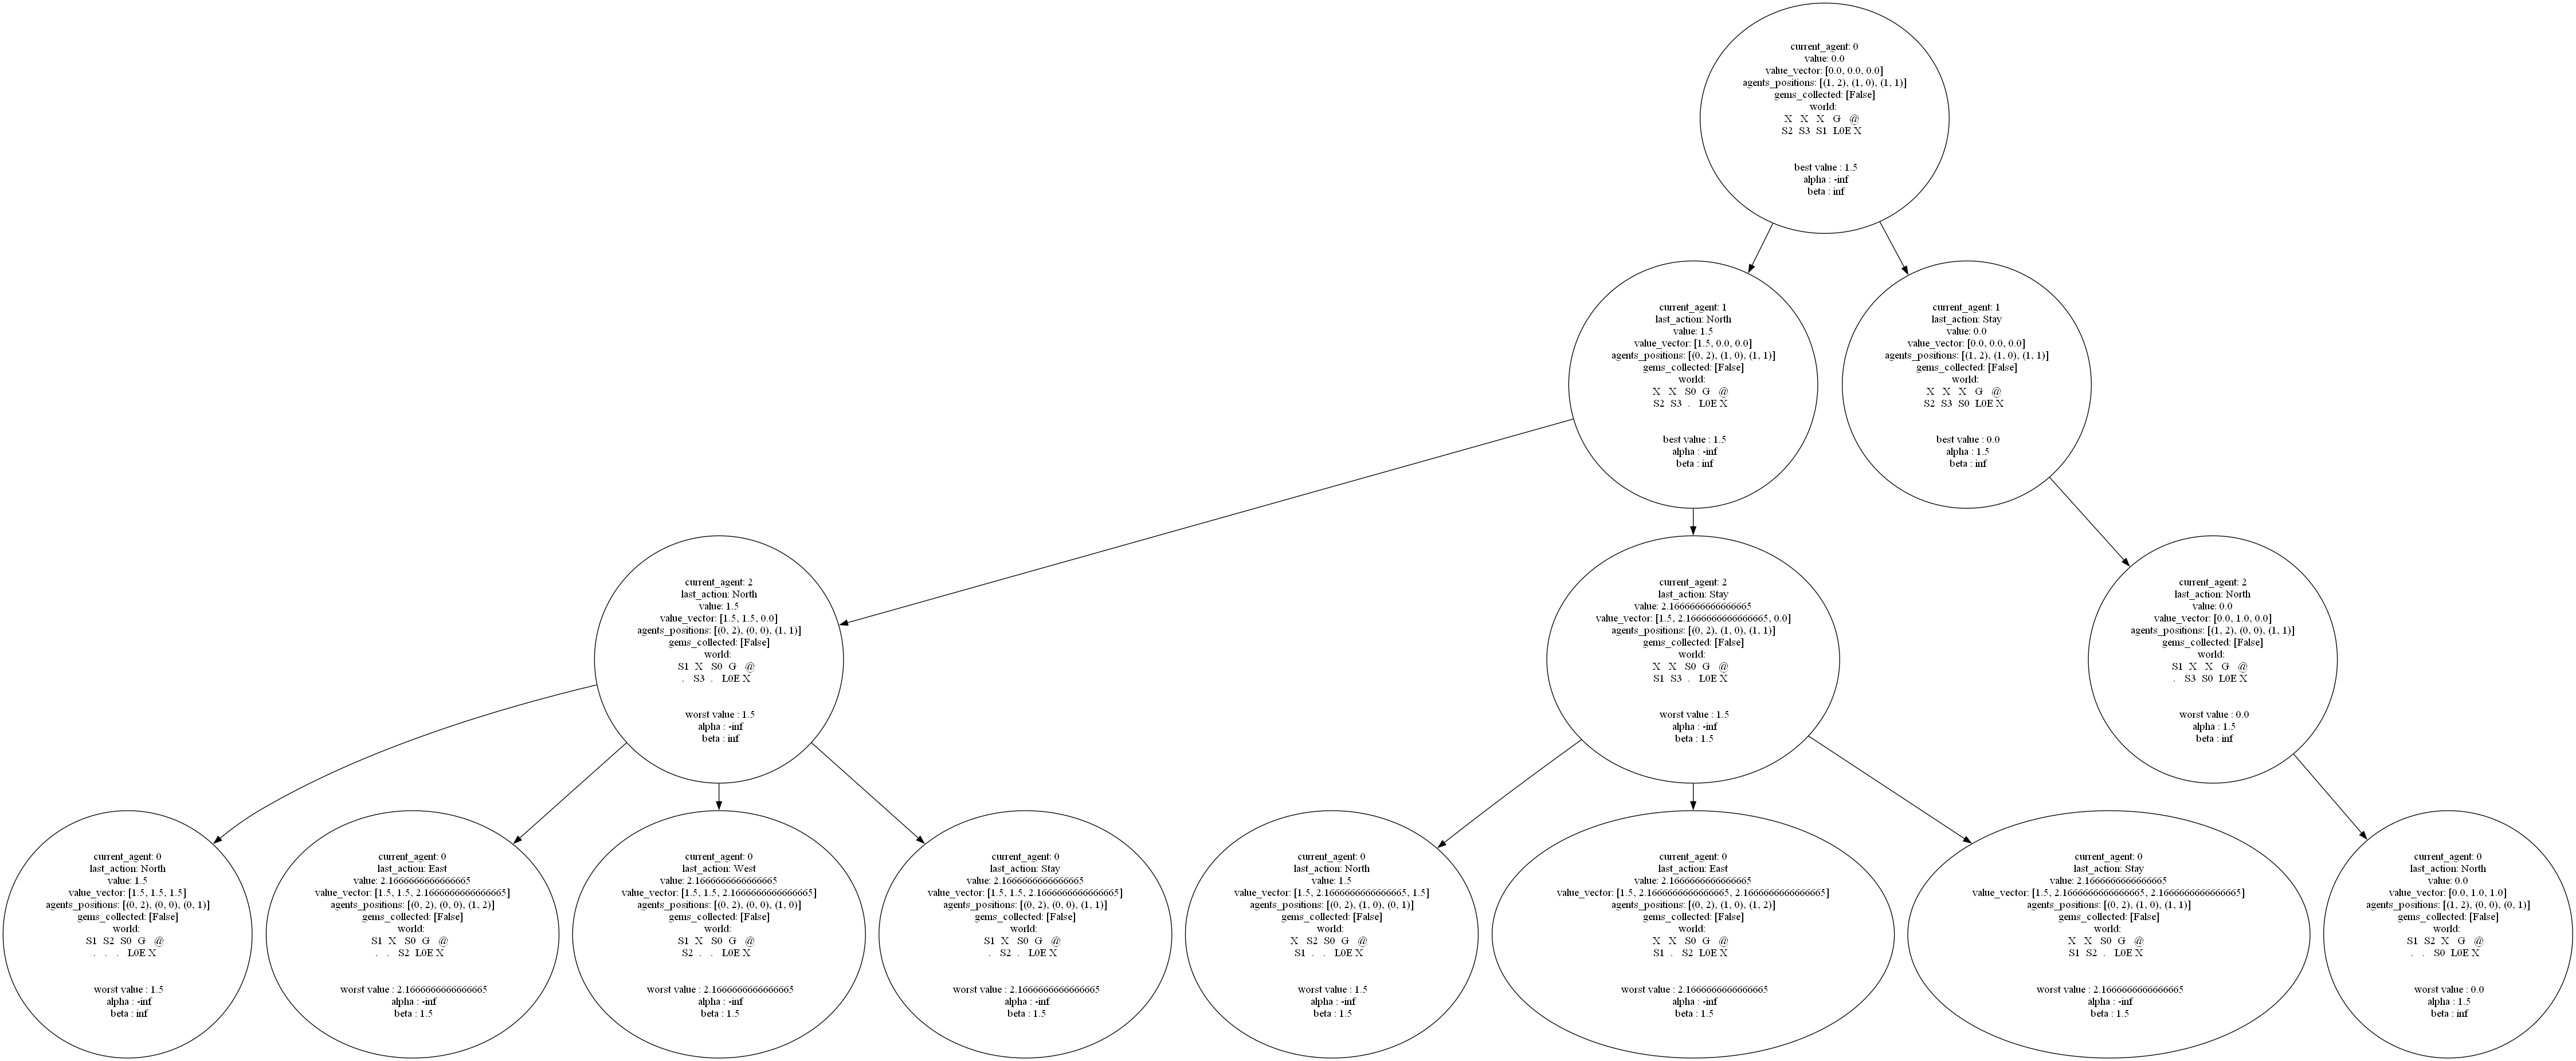 current_agent: 0
value: 0.0
value_vector: [0.0, 0.0, 0.0]
agents_positions: [(1, 2), (1, 0), (1, 1)]
gems_collected: [False]
world:
X X X G @
S2 S3 S1 L0E X
best value : 1.5
alpha : -inf
beta : inf
current_agent: 1
last_action: North
value: 1.5
value_vector: [1.5, 0.0, 0.0]
agents_positions: [(0, 2), (1, 0), (1, 1)]
gems_collected: [False]
world:
X X S0 G @
S2 S3 . L0E X
best value : 1.5
alpha : -inf
beta : inf
current_agent: 1
last_action: Stay
value: 0.0
value_vector: [0.0, 0.0, 0.0]
agents_positions: [(1, 2), (1, 0), (1, 1)]
gems_collected: [False]
world:
X X X G @
S2 S3 S0 L0E X
best value : 0.0
alpha : 1.5
beta : inf
current_agent: 2
last_action: North
value: 1.5
value_vector: [1.5, 1.5, 0.0]
agents_positions: [(0, 2), (0, 0), (1, 1)]
gems_collected: [False]
world:
S1 X S0 G @
. S3 . L0E X
worst value : 1.5
alpha : -inf
beta : inf
current_agent: 2
last_action: Stay
value: 2.1666666666666665
value_vector: [1.5, 2.1666666666666665, 0.0]
agents_positions: [(0, 2), (1, 0), (1, 1)]
gems_collected: [False]
world:
X X S0 G @
S1 S3 . L0E X
worst value : 1.5
alpha : -inf
beta : 1.5
current_agent: 2
last_action: North
value: 0.0
value_vector: [0.0, 1.0, 0.0]
agents_positions: [(1, 2), (0, 0), (1, 1)]
gems_collected: [False]
world:
S1 X X G @
. S3 S0 L0E X
worst value : 0.0
alpha : 1.5
beta : inf
current_agent: 0
last_action: North
value: 1.5
value_vector: [1.5, 1.5, 1.5]
agents_positions: [(0, 2), (0, 0), (0, 1)]
gems_collected: [False]
world:
S1 S2 S0 G @
. . . L0E X
worst value : 1.5
alpha : -inf
beta : inf
current_agent: 0
last_action: East
value: 2.1666666666666665
value_vector: [1.5, 1.5, 2.1666666666666665]
agents_positions: [(0, 2), (0, 0), (1, 2)]
gems_collected: [False]
world:
S1 X S0 G @
. . S2 L0E X
worst value : 2.1666666666666665
alpha : -inf
beta : 1.5
current_agent: 0
last_action: West
value: 2.1666666666666665
value_vector: [1.5, 1.5, 2.1666666666666665]
agents_positions: [(0, 2), (0, 0), (1, 0)]
gems_collected: [False]
world:
S1 X S0 G @
S2 . . L0E X
worst value : 2.1666666666666665
alpha : -inf
beta : 1.5
current_agent: 0
last_action: Stay
value: 2.1666666666666665
value_vector: [1.5, 1.5, 2.1666666666666665]
agents_positions: [(0, 2), (0, 0), (1, 1)]
gems_collected: [False]
world:
S1 X S0 G @
. S2 . L0E X
worst value : 2.1666666666666665
alpha : -inf
beta : 1.5
current_agent: 0
last_action: North
value: 1.5
value_vector: [1.5, 2.1666666666666665, 1.5]
agents_positions: [(0, 2), (1, 0), (0, 1)]
gems_collected: [False]
world:
X S2 S0 G @
S1 . . L0E X
worst value : 1.5
alpha : -inf
beta : 1.5
current_agent: 0
last_action: East
value: 2.1666666666666665
value_vector: [1.5, 2.1666666666666665, 2.1666666666666665]
agents_positions: [(0, 2), (1, 0), (1, 2)]
gems_collected: [False]
world:
X X S0 G @
S1 . S2 L0E X
worst value : 2.1666666666666665
alpha : -inf
beta : 1.5
current_agent: 0
last_action: Stay
value: 2.1666666666666665
value_vector: [1.5, 2.1666666666666665, 2.1666666666666665]
agents_positions: [(0, 2), (1, 0), (1, 1)]
gems_collected: [False]
world:
X X S0 G @
S1 S2 . L0E X
worst value : 2.1666666666666665
alpha : -inf
beta : 1.5
current_agent: 0
last_action: North
value: 0.0
value_vector: [0.0, 1.0, 1.0]
agents_positions: [(1, 2), (0, 0), (0, 1)]
gems_collected: [False]
world:
S1 S2 X G @
. . S0 L0E X
worst value : 0.0
alpha : 1.5
beta : inf